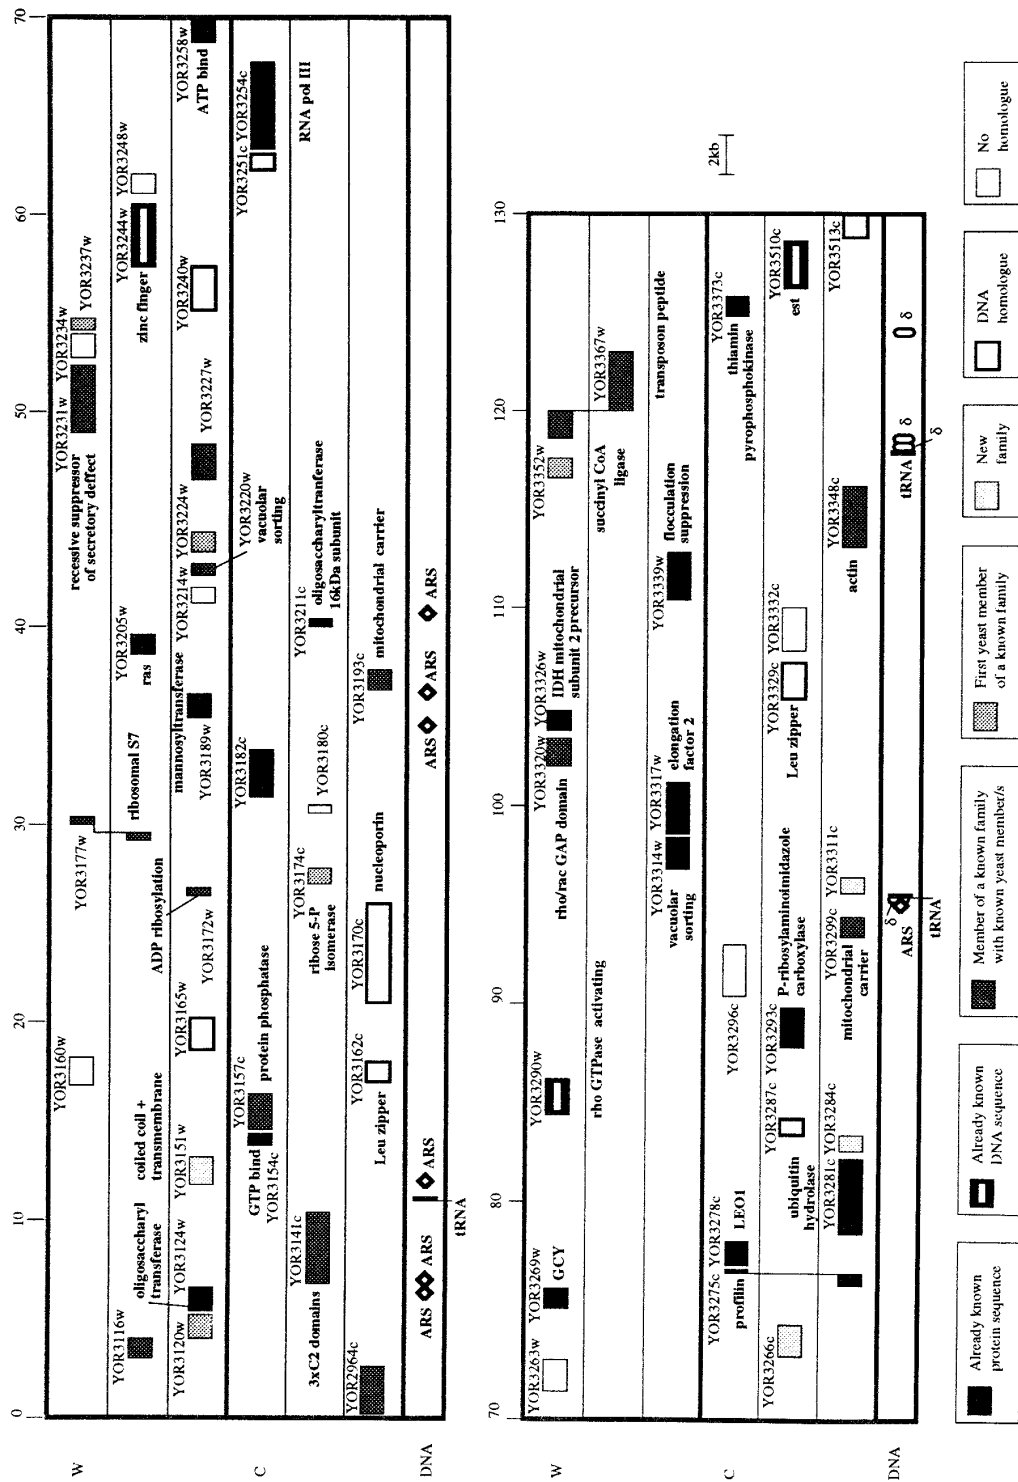 0 10 20 30 40 50 60 70
W
YOR3160w
YOR3177w
YOR3231w
YOR3234w
YOR3237w
recessive suppressor
of secretory deffect
YOR3116w
oligosaccharyl
transferase
coiled coil +
transmembrane
ribosomal S7
YOR3205w
ras
YOR3244w
YOR3248w
zinc finger
YOR3120w
YOR3124w
YOR3151w
YOR3165w
ADP ribosylation
YOR3172w
mannosyltransferase
YOR3189w
YOR3214w
YOR3224w
YOR3220w
vacuolar
sorting
YOR3227w
YOR3240w
YOR3258w
ATP bind
C
GTP bind
YOR3154c
YOR3157c
protein phosphatase
YOR3182c
YOR3251c
YOR3254c
RNA pol III
YOR3141c
3xC2 domains
YOR3174c
ribose 5-P
isomerase
YOR3180c
YOR3211c
oligosaccharyltranferase
16kDa subunit
YOR2964c
YOR3162c
Leu zipper
YOR3170c
nucleoporin
YOR3193c
mitochondrial carrier
DNA
ARS
ARS
tRNA
ARS
ARS
ARS
ARS
70 80 90 100 110 120 130
W
YOR3263w
YOR3269w
GCY
YOR3290w
rho GTPase activating
rho/rac GAP domain
YOR3320w
YOR3326w
IDH mitochondrial
subunit 2 precursor
YOR3352w
succinyl CoA
ligase
YOR3367w
transposon peptide
YOR3314w
vacuolar
sorting
YOR3317w
elongation
factor 2
YOR3339w
flocculation
suppression
C
2kb
YOR3275c
profilin
YOR3278c
LEO1
YOR3296c
YOR3373c
thiamin
pyrophosphokinase
YOR3266c
YOR3287c
ubiquitin
hydrolase
YOR3293c
P-ribosylaminoimidazole
carboxylase
YOR3329c
Leu zipper
YOR3332c
YOR3510c
est
YOR3281c
YOR3284c
YOR3299c
mitochondrial
carrier
YOR3311c
YOR3348c
actin
YOR3513c
DNA
δ
ARS
tRNA
tRNA
δ
δ
δ
Already known
protein sequence
Already known
DNA sequence
Member of a known family
with known yeast member/s
First yeast member
of a known family
New
family
DNA
homologue
No
homologue